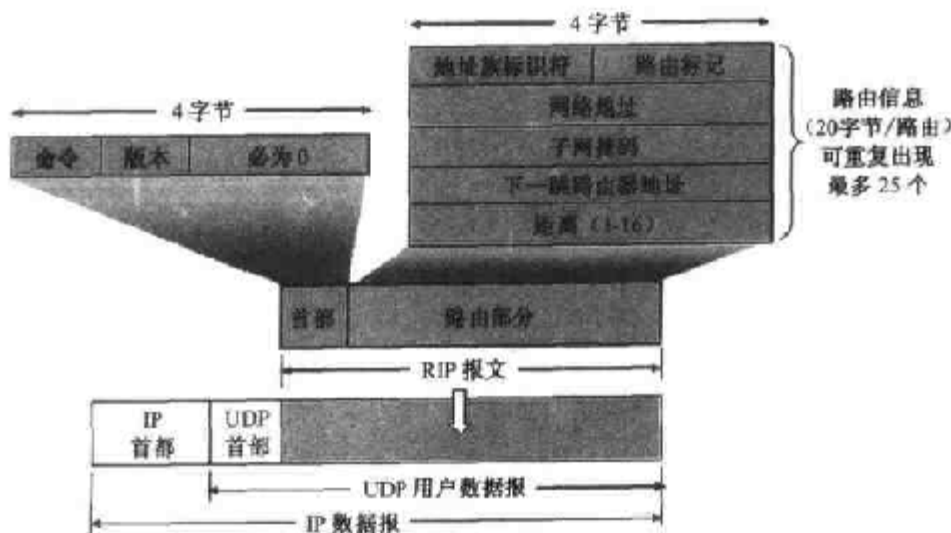 4 字节
地址族标识符
路由标记
网络地址
子网掩码
下一跳路由器地址
距离（1-16）
路由信息
（20字节/路由）
可重复出现
最多 25 个
4 字节
命令
版本
必为 0
首部
路由部分
RIP 报文
IP
首部
UDP
首部
UDP 用户数据报
IP 数据报